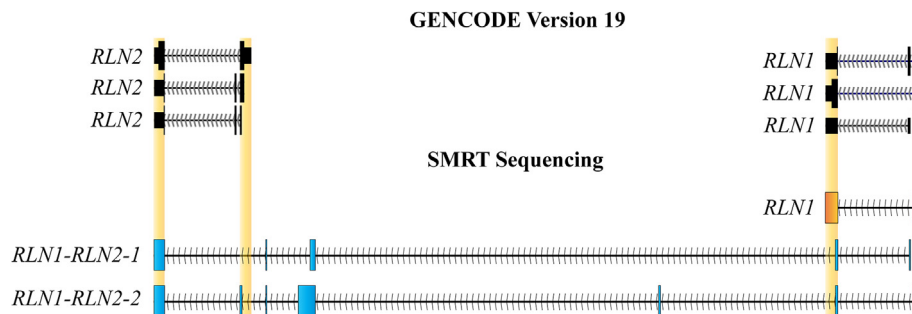 GENCODE Version 19
RLN2
RLN1
RLN2
RLN1
RLN2
RLN1
SMRT Sequencing
RLN1
RLN1-RLN2-1
RLN1-RLN2-2